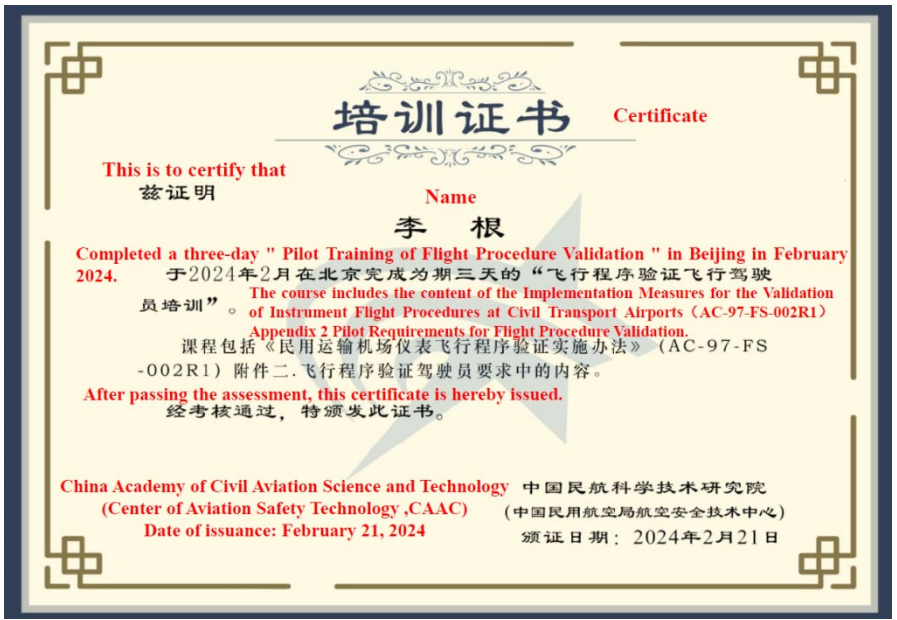 培训证书
Certificate
This is to certify that
兹证明
Name
李 根
Completed a three-day " Pilot Training of Flight Procedure Validation " in Beijing in February
2024.
于2024年2月在北京完成为期三天的“飞行程序验证飞行驾驶
员培训”。
The course includes the content of the Implementation Measures for the Validation
of Instrument Flight Procedures at Civil Transport Airports（AC-97-FS-002R1）
Appendix 2 Pilot Requirements for Flight Procedure Validation.
课程包括《民用运输机场仪表飞行程序验证实施办法》 (AC-97-FS
-002R1) 附件二.飞行程序验证驾驶员要求中的内容。
After passing the assessment, this certificate is hereby issued.
经考核通过，特颁发此证书。
China Academy of Civil Aviation Science and Technology
中国民航科学技术研究院
(Center of Aviation Safety Technology ,CAAC)
(中国民用航空局航空安全技术中心)
Date of issuance: February 21, 2024
颁证日期：2024年2月21日